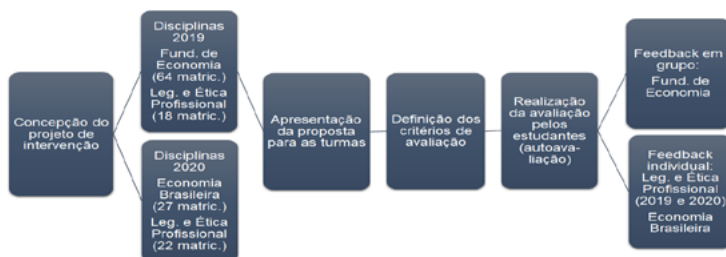 Concepção do
projeto de
intervenção
Disciplinas
2019
Fund. de
Economia
(64 matric.)
Leg. e Ética
Profissional
(18 matric.)
Disciplinas
2020
Economia
Brasileira
(27 matric.)
Leg. e Ética
Profissional
(22 matric.)
Apresentação
da proposta
para as turmas
Definição dos
critérios de
avaliação
Realização da
avaliação pelos
estudantes
(autoava-
liação)
Feedback em
grupo:
Fund. de
Economia
Feedback
individual:
Leg. e Ética
Profissional
(2019 e 2020)
Economia
Brasileira